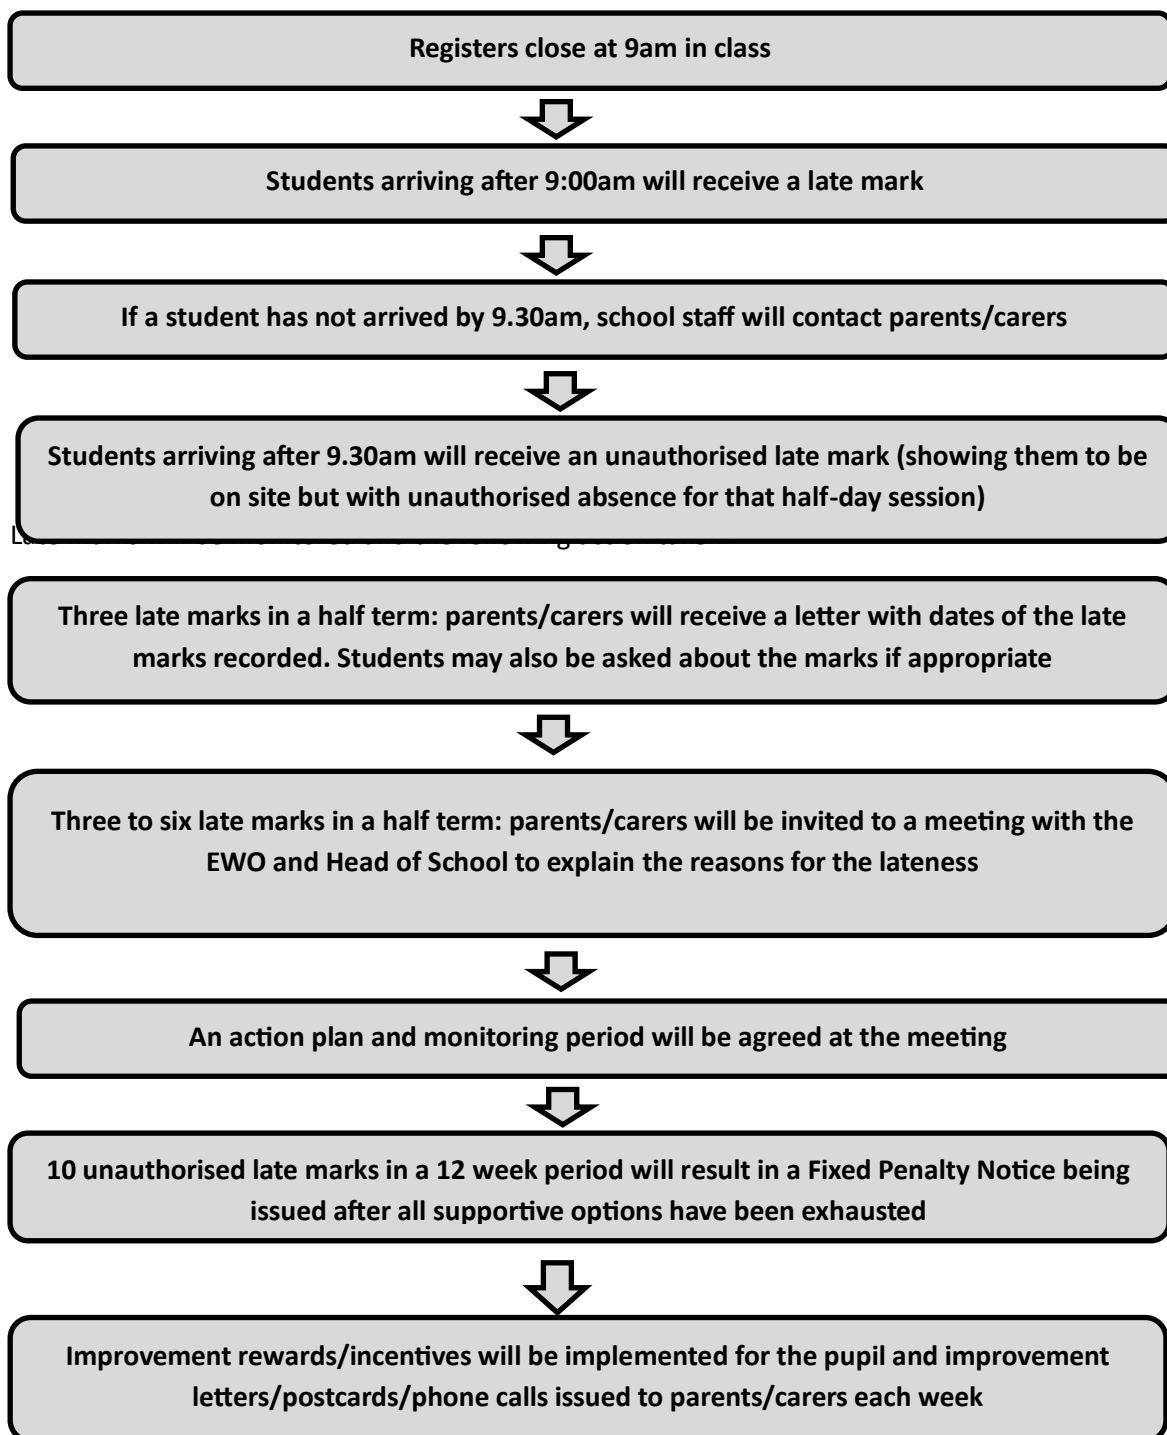 Registers close at 9am in class
Students arriving after 9:00am will receive a late mark
If a student has not arrived by 9.30am, school staff will contact parents/carers
Students arriving after 9.30am will receive an unauthorised late mark (showing them to be
on site but with unauthorised absence for that half-day session)
Three late marks in a half term: parents/carers will receive a letter with dates of the late
marks recorded. Students may also be asked about the marks if appropriate
Three to six late marks in a half term: parents/carers will be invited to a meeting with the
EWO and Head of School to explain the reasons for the lateness
An action plan and monitoring period will be agreed at the meeting
10 unauthorised late marks in a 12 week period will result in a Fixed Penalty Notice being
issued after all supportive options have been exhausted
Improvement rewards/incentives will be implemented for the pupil and improvement
letters/postcards/phone calls issued to parents/carers each week